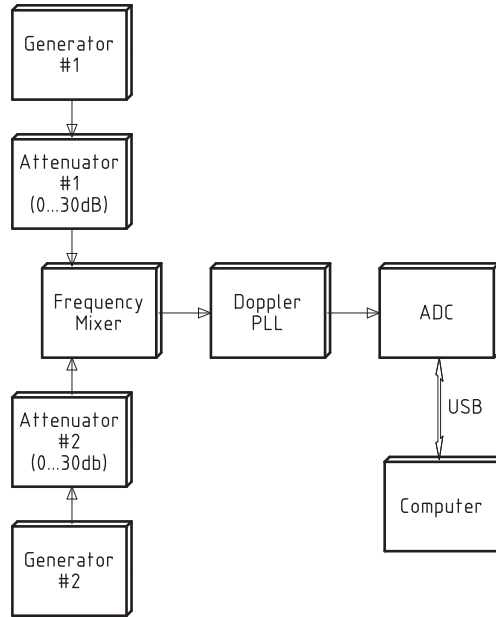 Generator
#1
Attenuator
#1
(0...30dB)
Frequency
Mixer
Doppler
PLL
ADC
Attenuator
#2
(0...30db)
USB
Computer
Generator
#2